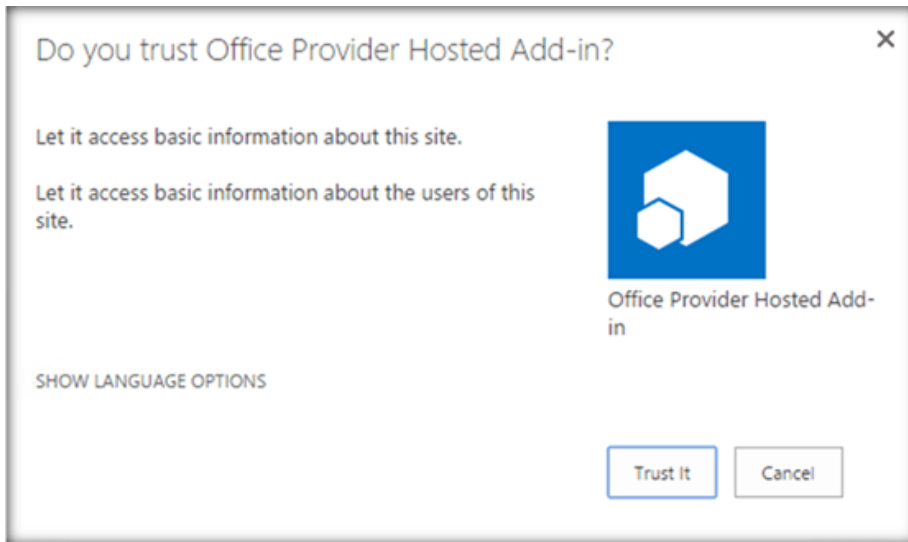 Do you trust Office Provider Hosted Add-in?
Let it access basic information about this site.
Let it access basic information about the users of this
site.
Office Provider Hosted Add-
in
SHOW LANGUAGE OPTIONS
Trust It
Cancel